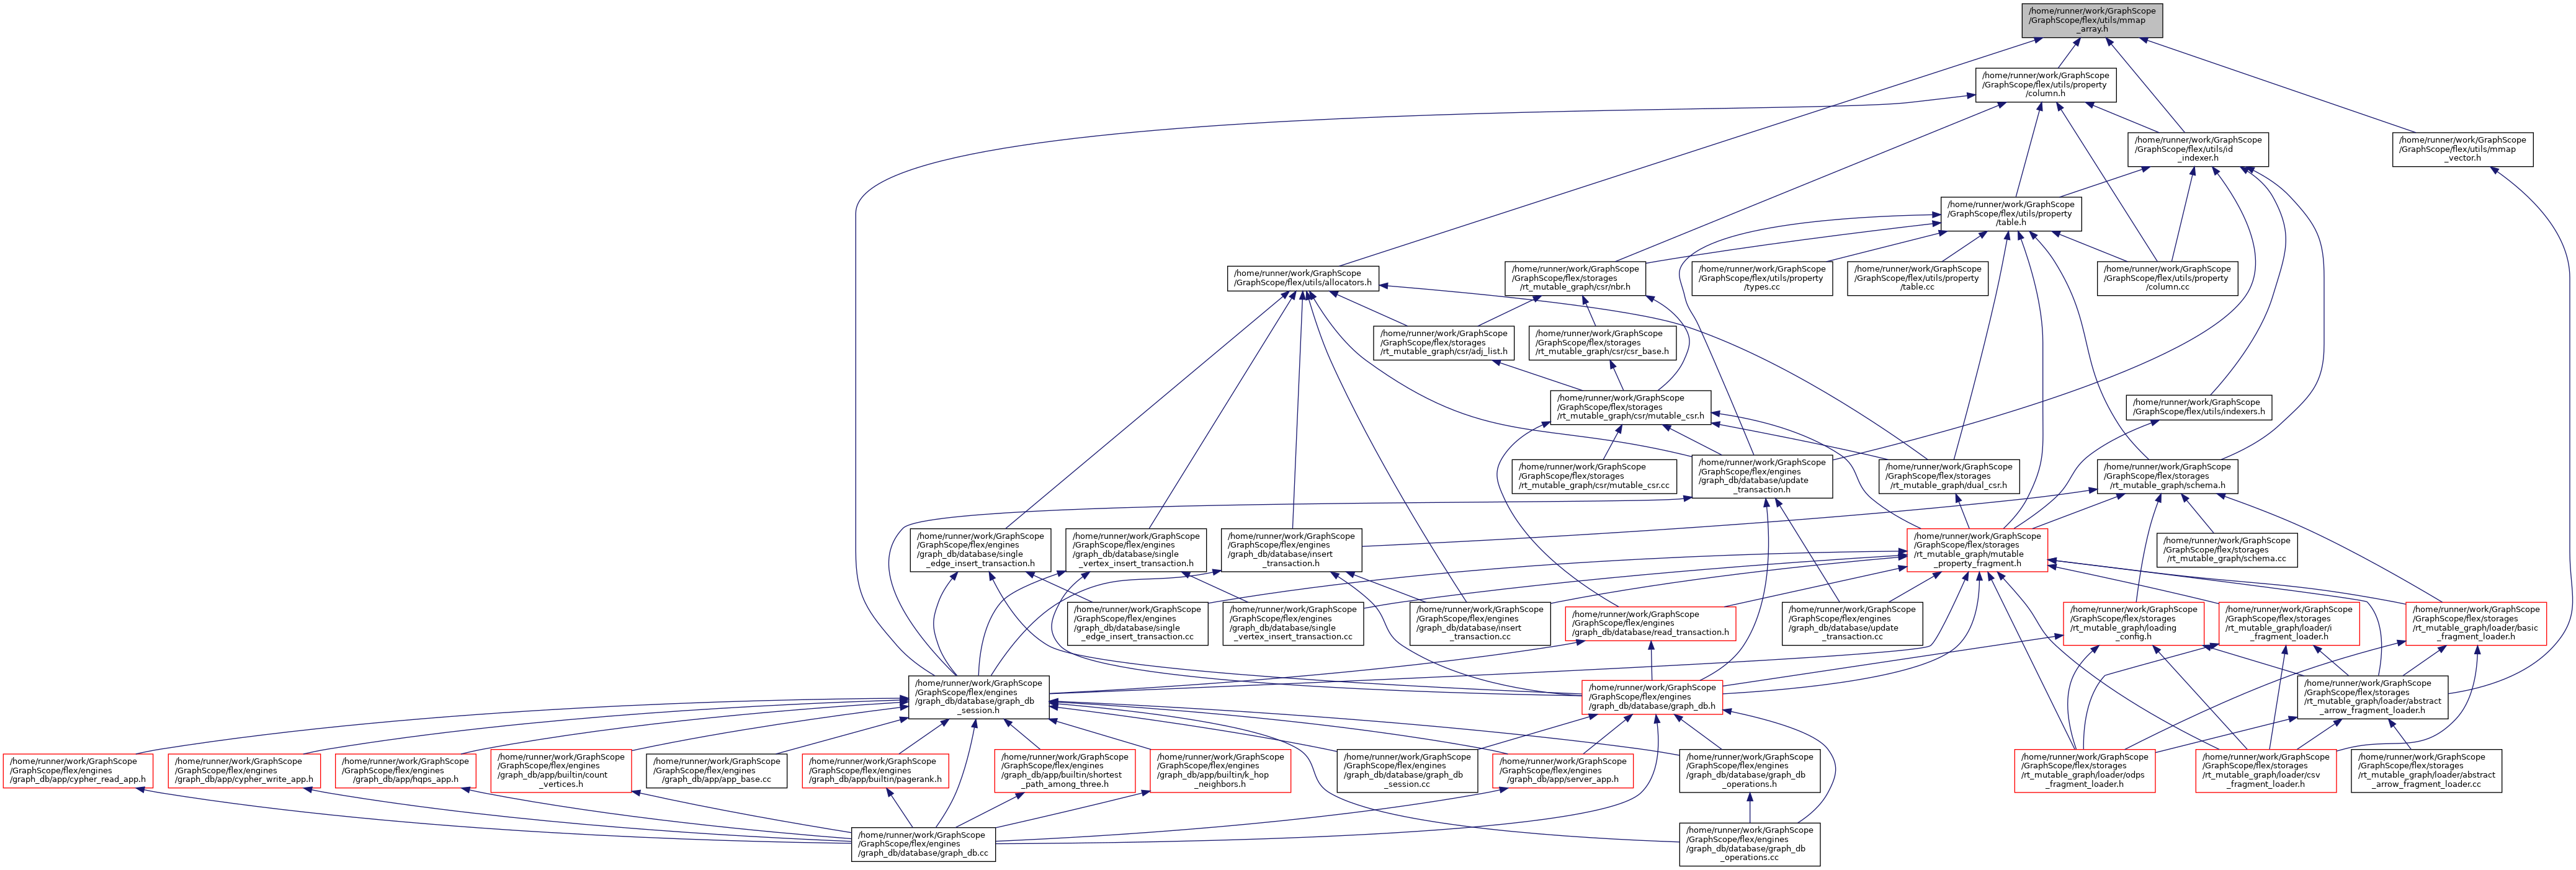 /home/runner/work/GraphScope
/GraphScope/flex/utils/mmap
_array.h
/home/runner/work/GraphScope
/GraphScope/flex/utils/property
/column.h
/home/runner/work/GraphScope
/GraphScope/flex/utils/id
_indexer.h
/home/runner/work/GraphScope
/GraphScope/flex/utils/mmap
_vector.h
/home/runner/work/GraphScope
/GraphScope/flex/utils/property
/table.h
/home/runner/work/GraphScope
/GraphScope/flex/utils/allocators.h
/home/runner/work/GraphScope
/GraphScope/flex/storages
/rt_mutable_graph/csr/nbr.h
/home/runner/work/GraphScope
/GraphScope/flex/utils/property
/types.cc
/home/runner/work/GraphScope
/GraphScope/flex/utils/property
/table.cc
/home/runner/work/GraphScope
/GraphScope/flex/utils/property
/column.cc
/home/runner/work/GraphScope
/GraphScope/flex/storages
/rt_mutable_graph/csr/adj_list.h
/home/runner/work/GraphScope
/GraphScope/flex/storages
/rt_mutable_graph/csr/csr_base.h
/home/runner/work/GraphScope
/GraphScope/flex/storages
/rt_mutable_graph/csr/mutable_csr.h
/home/runner/work/GraphScope
/GraphScope/flex/utils/indexers.h
/home/runner/work/GraphScope
/GraphScope/flex/storages
/rt_mutable_graph/csr/mutable_csr.cc
/home/runner/work/GraphScope
/GraphScope/flex/engines
/graph_db/database/update
_transaction.h
/home/runner/work/GraphScope
/GraphScope/flex/storages
/rt_mutable_graph/dual_csr.h
/home/runner/work/GraphScope
/GraphScope/flex/storages
/rt_mutable_graph/schema.h
/home/runner/work/GraphScope
/GraphScope/flex/engines
/graph_db/database/single
_edge_insert_transaction.h
/home/runner/work/GraphScope
/GraphScope/flex/engines
/graph_db/database/single
_vertex_insert_transaction.h
/home/runner/work/GraphScope
/GraphScope/flex/engines
/graph_db/database/insert
_transaction.h
/home/runner/work/GraphScope
/GraphScope/flex/storages
/rt_mutable_graph/mutable
_property_fragment.h
/home/runner/work/GraphScope
/GraphScope/flex/storages
/rt_mutable_graph/schema.cc
/home/runner/work/GraphScope
/GraphScope/flex/engines
/graph_db/database/single
_edge_insert_transaction.cc
/home/runner/work/GraphScope
/GraphScope/flex/engines
/graph_db/database/single
_vertex_insert_transaction.cc
/home/runner/work/GraphScope
/GraphScope/flex/engines
/graph_db/database/insert
_transaction.cc
/home/runner/work/GraphScope
/GraphScope/flex/engines
/graph_db/database/read_transaction.h
/home/runner/work/GraphScope
/GraphScope/flex/engines
/graph_db/database/update
_transaction.cc
/home/runner/work/GraphScope
/GraphScope/flex/storages
/rt_mutable_graph/loading
_config.h
/home/runner/work/GraphScope
/GraphScope/flex/storages
/rt_mutable_graph/loader/i
_fragment_loader.h
/home/runner/work/GraphScope
/GraphScope/flex/storages
/rt_mutable_graph/loader/basic
_fragment_loader.h
/home/runner/work/GraphScope
/GraphScope/flex/engines
/graph_db/database/graph_db
_session.h
/home/runner/work/GraphScope
/GraphScope/flex/engines
/graph_db/database/graph_db.h
/home/runner/work/GraphScope
/GraphScope/flex/storages
/rt_mutable_graph/loader/abstract
_arrow_fragment_loader.h
/home/runner/work/GraphScope
/GraphScope/flex/engines
/graph_db/app/cypher_read_app.h
/home/runner/work/GraphScope
/GraphScope/flex/engines
/graph_db/app/cypher_write_app.h
/home/runner/work/GraphScope
/GraphScope/flex/engines
/graph_db/app/hqps_app.h
/home/runner/work/GraphScope
/GraphScope/flex/engines
/graph_db/app/builtin/count
_vertices.h
/home/runner/work/GraphScope
/GraphScope/flex/engines
/graph_db/app/app_base.cc
/home/runner/work/GraphScope
/GraphScope/flex/engines
/graph_db/app/builtin/pagerank.h
/home/runner/work/GraphScope
/GraphScope/flex/engines
/graph_db/app/builtin/shortest
_path_among_three.h
/home/runner/work/GraphScope
/GraphScope/flex/engines
/graph_db/app/builtin/k_hop
_neighbors.h
/home/runner/work/GraphScope
/GraphScope/flex/engines
/graph_db/database/graph_db
_session.cc
/home/runner/work/GraphScope
/GraphScope/flex/engines
/graph_db/app/server_app.h
/home/runner/work/GraphScope
/GraphScope/flex/engines
/graph_db/database/graph_db
_operations.h
/home/runner/work/GraphScope
/GraphScope/flex/storages
/rt_mutable_graph/loader/odps
_fragment_loader.h
/home/runner/work/GraphScope
/GraphScope/flex/storages
/rt_mutable_graph/loader/csv
_fragment_loader.h
/home/runner/work/GraphScope
/GraphScope/flex/storages
/rt_mutable_graph/loader/abstract
_arrow_fragment_loader.cc
/home/runner/work/GraphScope
/GraphScope/flex/engines
/graph_db/database/graph_db.cc
/home/runner/work/GraphScope
/GraphScope/flex/engines
/graph_db/database/graph_db
_operations.cc